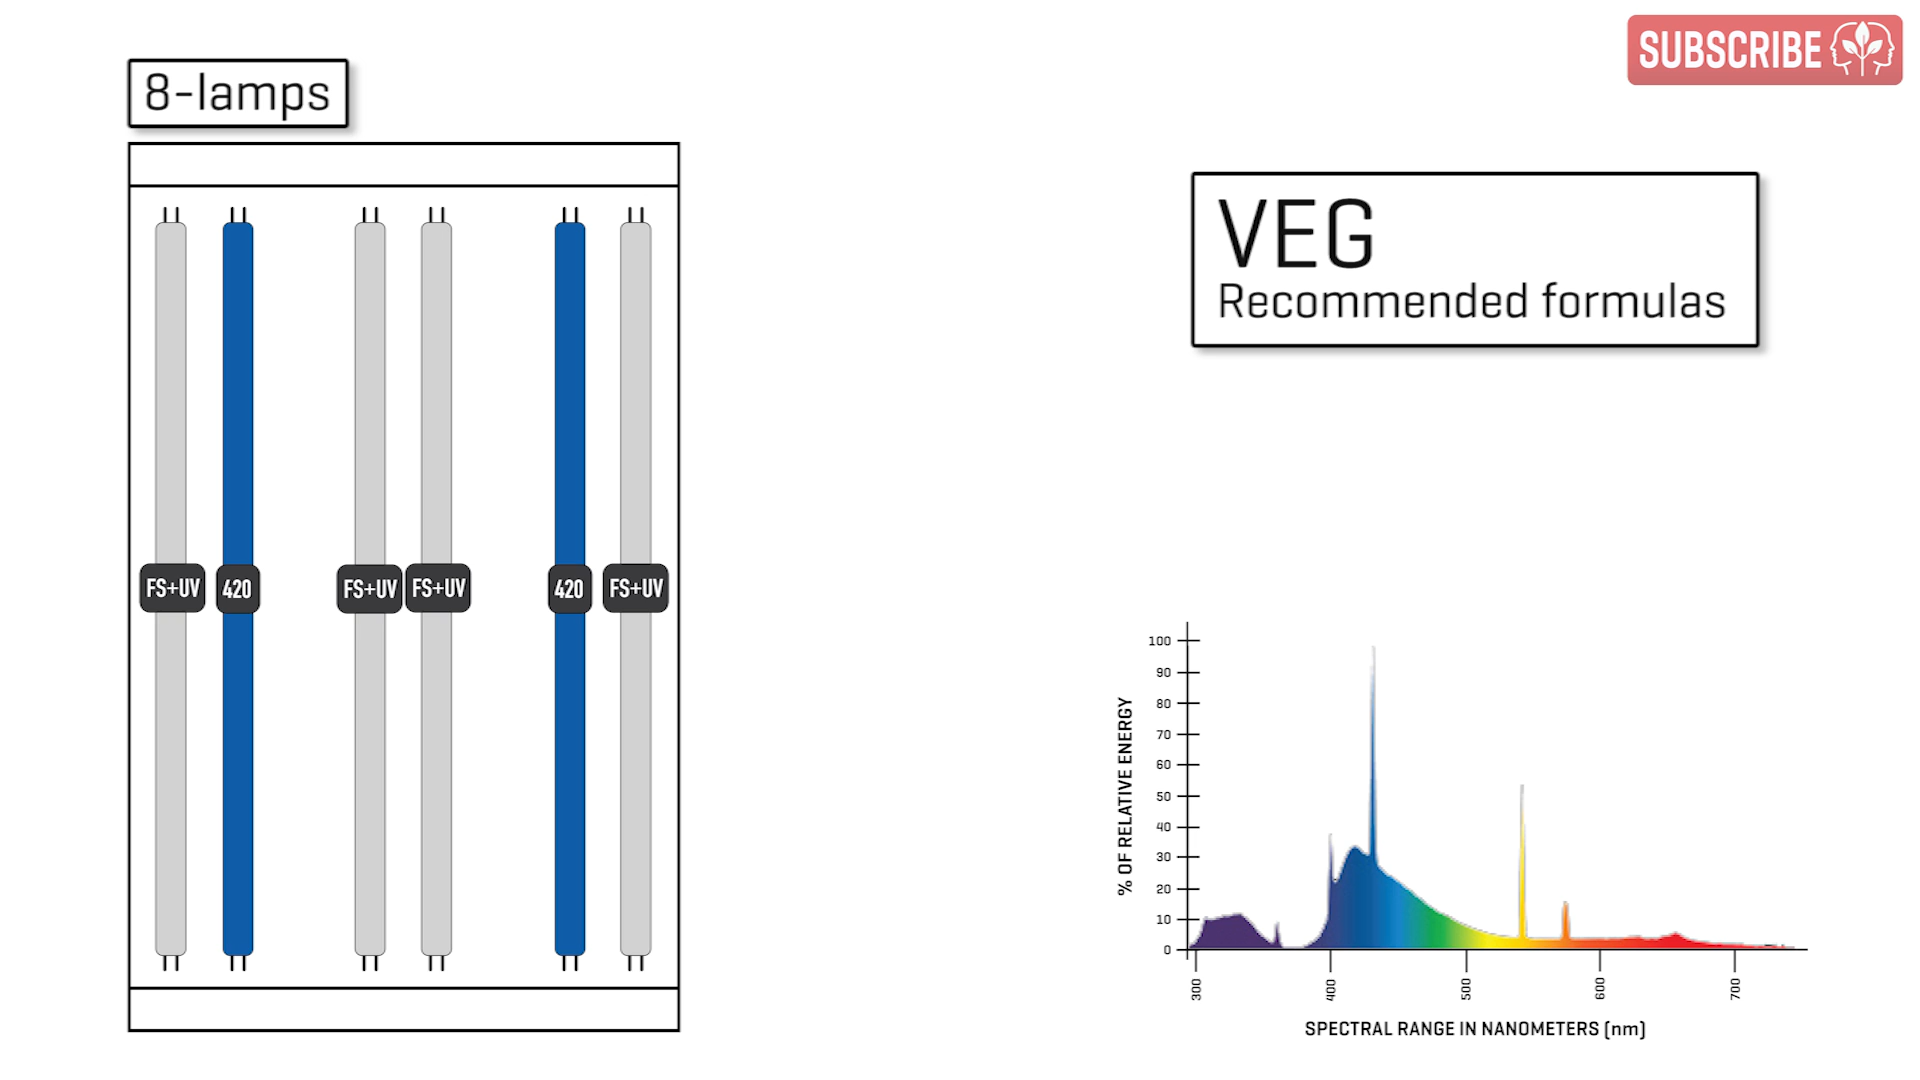 SUBSCRIBE
8-lamps
VEG
Recommended formulas
FS+UV 420 FS+UV FS+UV 420 FS+UV
% OF RELATIVE ENERGY
100
90
80
70
60
50
40
30
20
10
0
300 400 500 600 700
SPECTRAL RANGE IN NANOMETERS (nm)